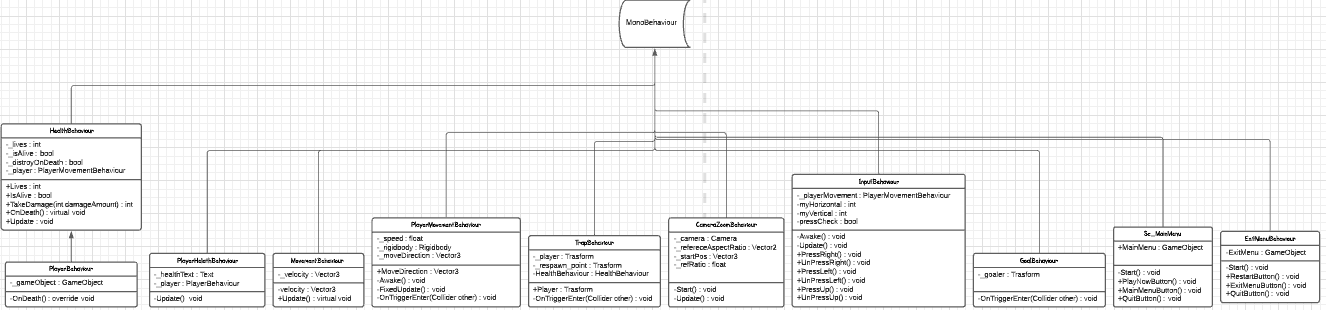 MonoBehaviour
HealthBehaviour
-_lives : int
-_isAlive : bool
-_distroyOnDeath : bool
-_player : PlayerMovementBehaviour
+Lives : int
+IsAlive : bool
+TakeDamage(int damageAmount) : int
+OnDeath() : virtual void
+Update : void
PlayerBehaviour
-_gameObject : GameObject
-OnDeath() : override void
PlayerHelathBehaviour
-_healthText : Text
-_player : PlayerBehaviour
-Update() void
MovementBehaviour
-_velocity : Vector3
-velocity : Vector3
+Update() : virtual void
PlayerMovementBehaviour
-_speed : float
-_rigidbody : Rigidbody
-_moveDirection : Vector3
+MoveDirection : Vector3
-Awake() : void
-FixedUpdate() : void
-OnTriggerEnter(Collider other) : void
TrapBehaviour
-_player : Trasform
-_respawn_point : Trasform
-HealthBehaviour : HealthBehaviour
+Player : Trasform
-OnTriggerEnter(Collider other) : void
CameraZoomBehaviour
-_camera : Camera
-_refereceAspectRatio : Vector2
-_startPos : Vector3
-_refRatio : float
-Start() : void
-Update() : void
InputBehaviour
-_playerMovement : PlayerMovementBehaviour
-myHorizontal : int
-myVertical : int
-pressCheck : bool
-Awake() : void
-Update() : void
+PressRight() : void
+UnPressRight() : void
+PressLeft() : void
+UnPressLeft() : void
+PressUp() : void
+UnPressUp() : void
GoalBehaviour
-_goaler : Trasform
-OnTriggerEnter(Collider other) : void
Sc_MainMenu
+MainMenu : GameObject
-Start() : void
+PlayNowButton() : void
+MainMenuButton() : void
+QuitButton() : void
ExitMenuBehaviour
-ExitMenu : GameObject
-Start() : void
+RestartButton() : void
+ExitMenuButton() : void
+QuitButton() : void